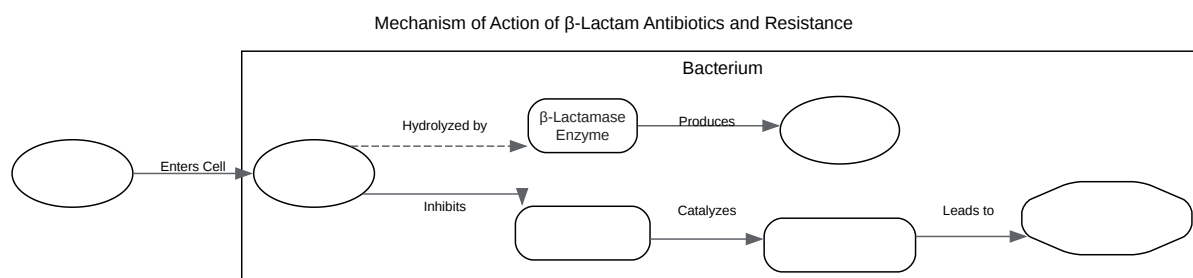 Mechanism of Action of β-Lactam Antibiotics and Resistance
Bacterium
Enters Cell
Hydrolyzed by
β-Lactamase
Enzyme
Produces
Inhibits
Catalyzes
Leads to